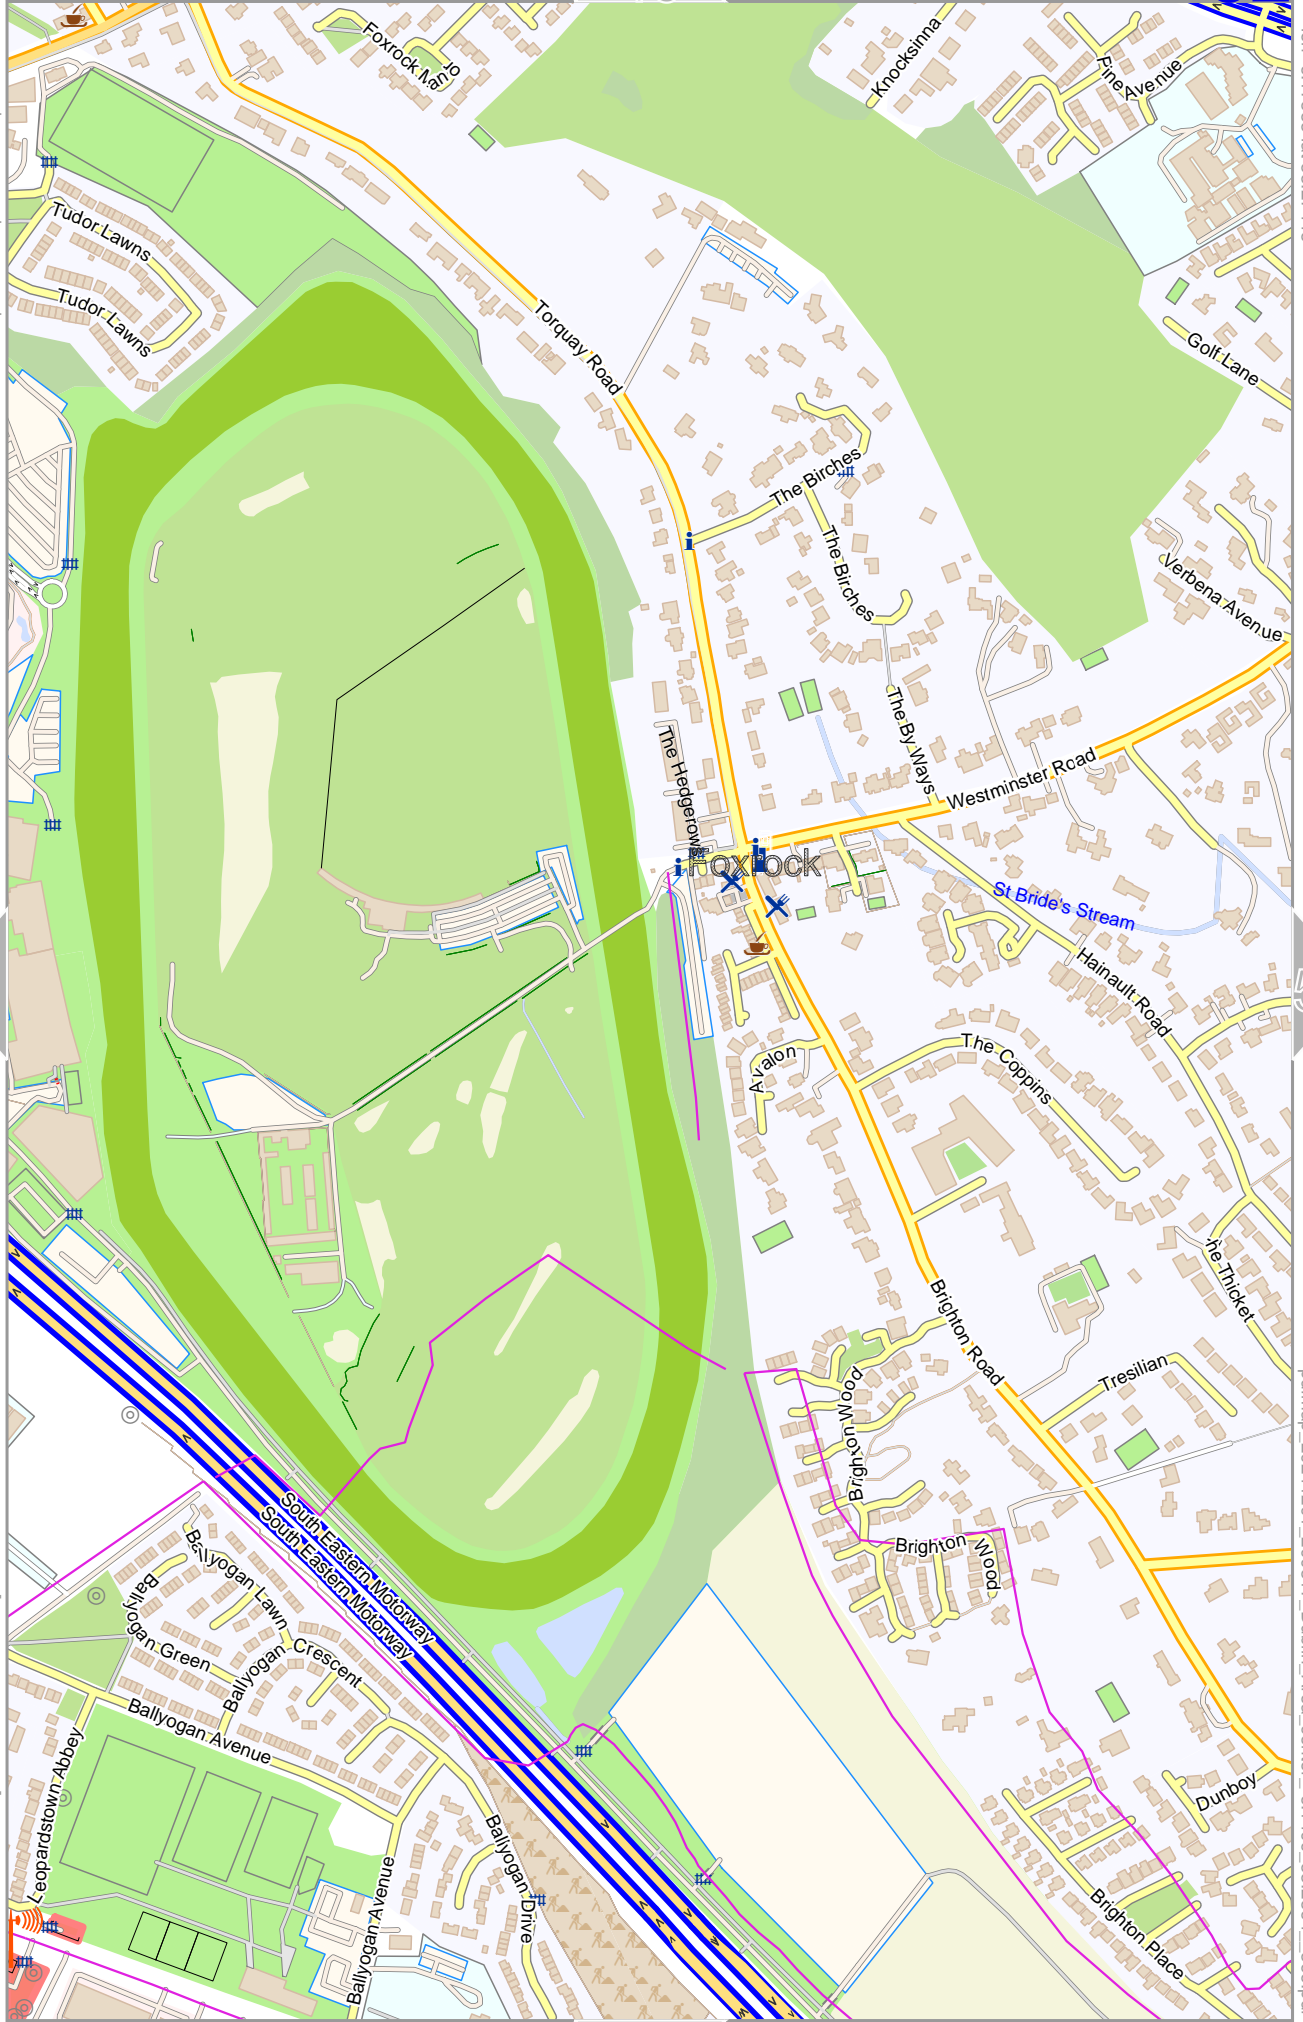 Foxrock Manor
Knocksinna
Pine
Avenue
Tudor Lawns
Tudor Lawns
Torquay Road
Golf Lane
The Birches
The Birches
Verbena Avenue
The By Ways
The Hedgerows
Westminster Road
Foxrock
St Bride's Stream
Hainault Road
Avalon
The Coppins
The Thicket
Brighton Road
Tresilian
Brighton Wood
Brighton
Wood
South Eastern Motorway
South Eastern Motorway
Ballyogan Lawn
Ballyogan Green
Ballyogan
Crescent
Ballyogan Avenue
Leopardstown Abbey
Ballyogan Avenue
Ballyogan Drive
Dunboy
Brighton Place